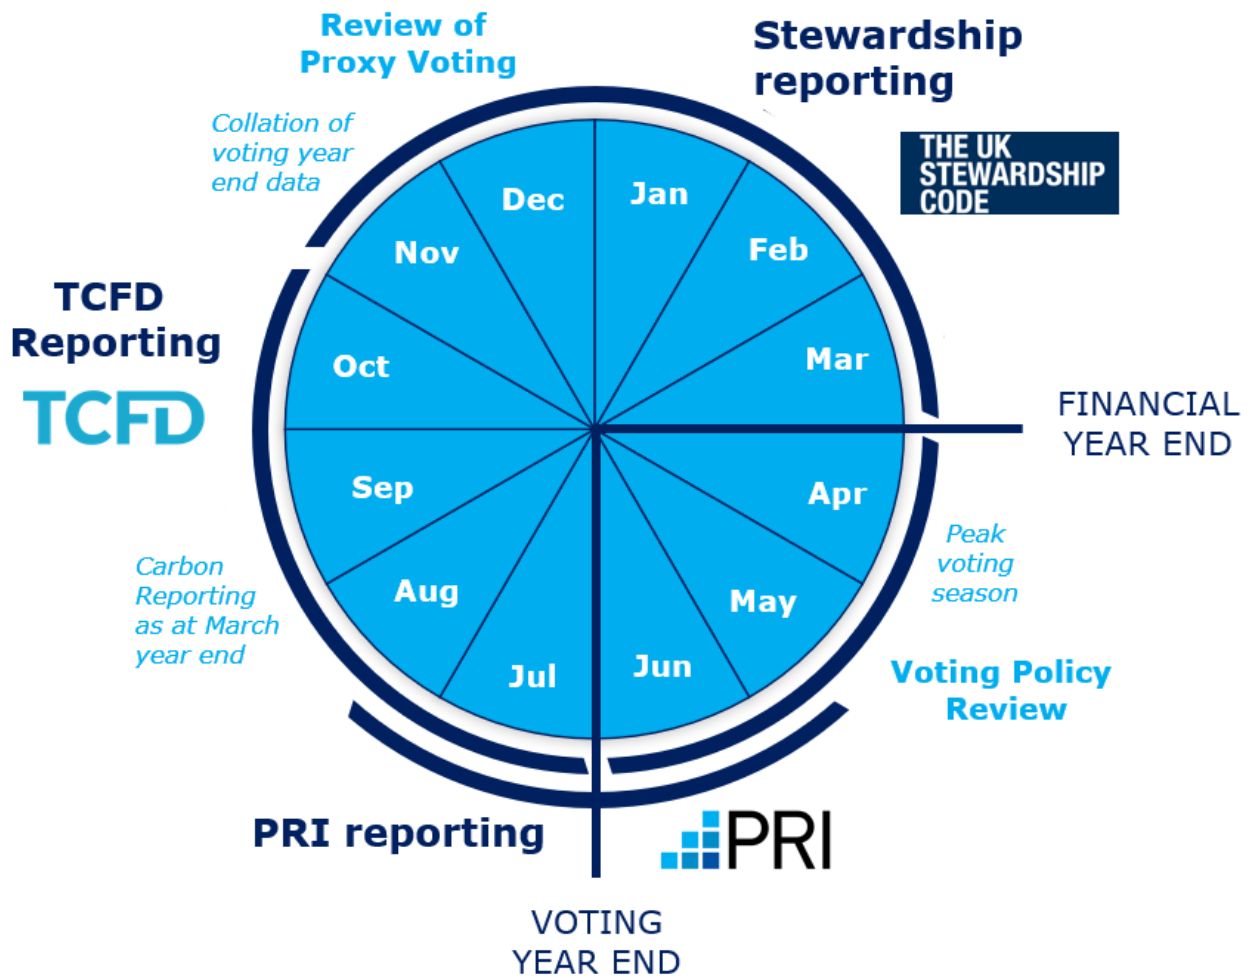 Review of
Proxy Voting
Stewardship
reporting
Collation of
voting year
end data
THE UK
STEWARDSHIP
CODE
Dec
Jan
Nov
Feb
TCFD
Reporting
Oct
Mar
TCFD
FINANCIAL
YEAR END
Sep
Apr
Peak
voting
season
Carbon
Reporting
as at March
year end
Aug
May
Jul
Jun
Voting Policy
Review
PRI reporting
PRI
VOTING
YEAR END